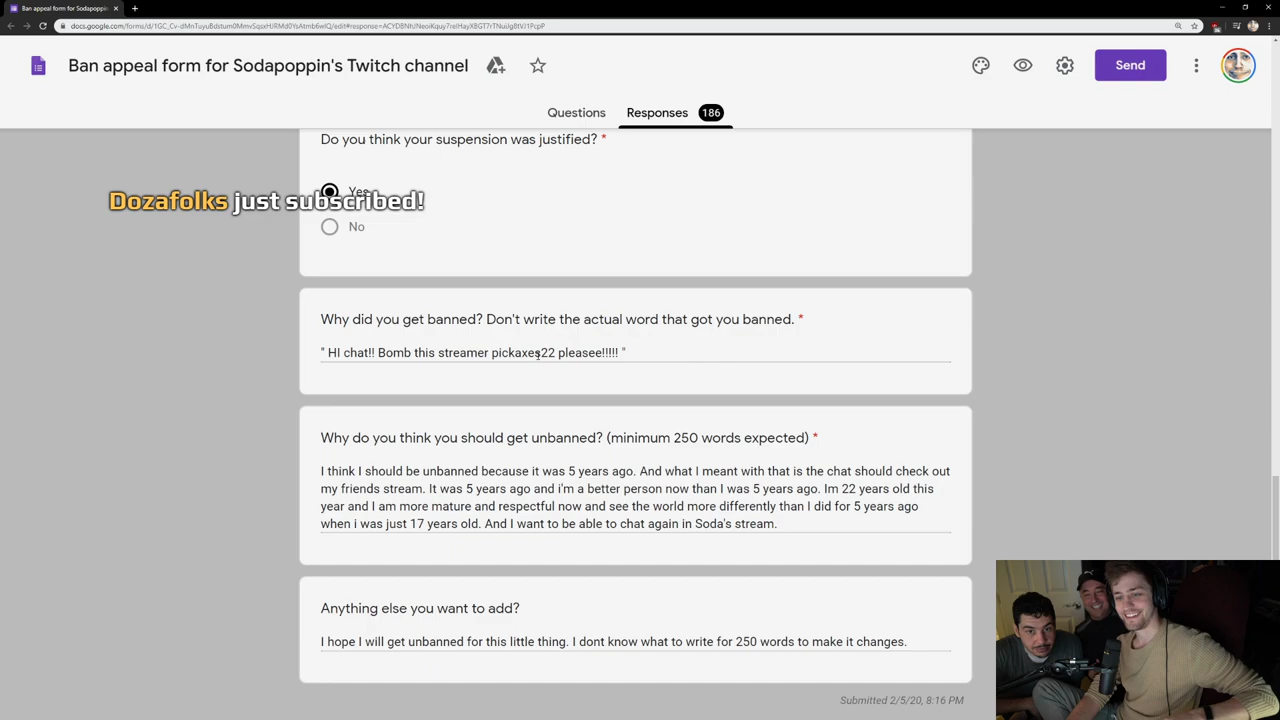 Ban appeal form for Sodapoppin's Twitch channel
Ban appeal form for Sodapoppin's Twitch channel
Send
Questions
Responses 186
Do you think your suspension was justified? *
Yes
Dozafolks just subscribed!
No
Why did you get banned? Don't write the actual word that got you banned. *
" HI chat!! Bomb this streamer pickaxes22 pleasee!!!!! "
Why do you think you should get unbanned? (minimum 250 words expected) *
I think I should be unbanned because it was 5 years ago. And what I meant with that is the chat should check out
my friends stream. It was 5 years ago and i'm a better person now than I was 5 years ago. Im 22 years old this
year and I am more mature and respectful now and see the world more differently than I did for 5 years ago
when i was just 17 years old. And I want to be able to chat again in Soda's stream.
Anything else you want to add?
I hope I will get unbanned for this little thing. I dont know what to write for 250 words to make it changes.
Submitted 2/5/20, 8:16 PM